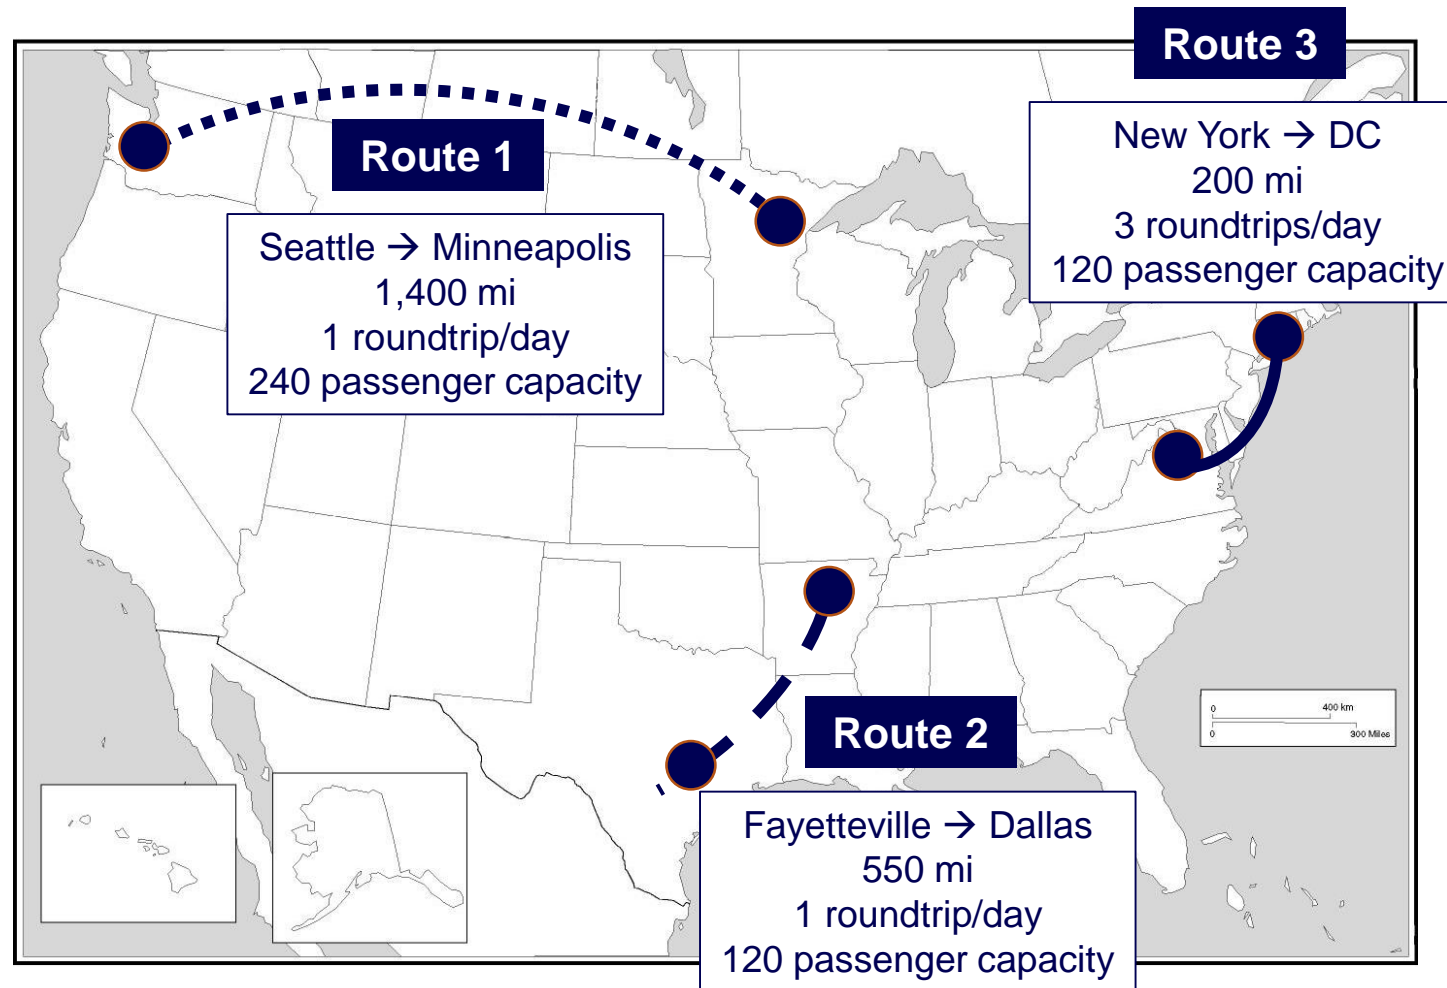 Route 3
New York → DC
200 mi
3 roundtrips/day
120 passenger capacity
Route 1
Seattle → Minneapolis
1,400 mi
1 roundtrip/day
240 passenger capacity
0 400 km
0 300 Miles
Route 2
Fayetteville → Dallas
550 mi
1 roundtrip/day
120 passenger capacity